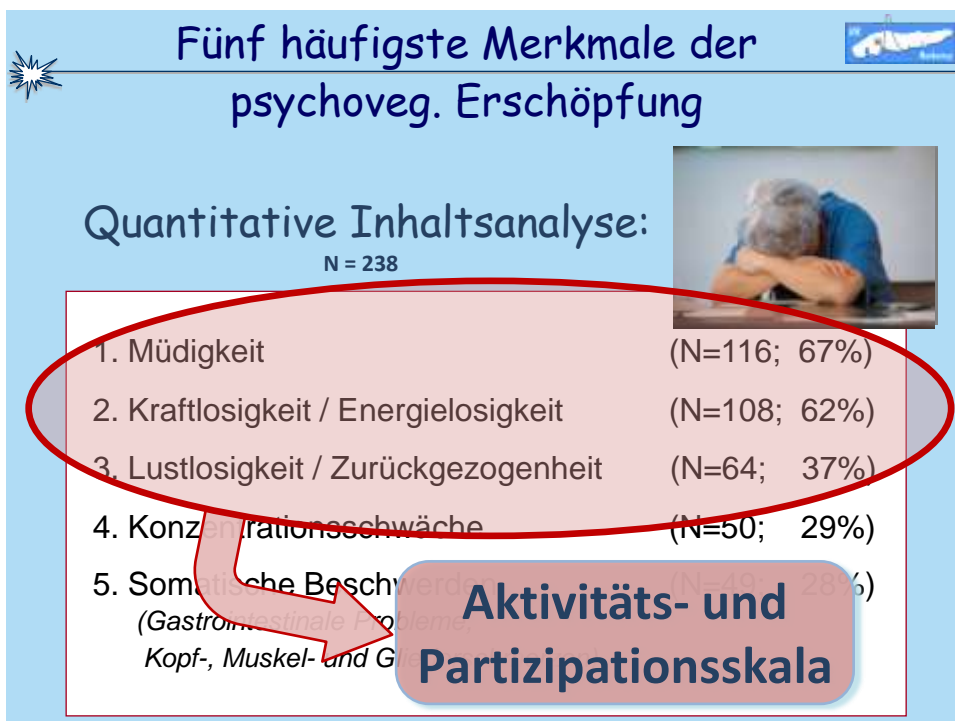 Fünf häufigste Merkmale der
psychoveg. Erschöpfung
Quantitative Inhaltsanalyse:
N = 238
1. Müdigkeit (N=116; 67%)
2. Kraftlosigkeit / Energielosigkeit (N=108; 62%)
3. Lustlosigkeit / Zurückgezogenheit (N=64; 37%)
4. Konzentrationsschwäche (N=50; 29%)
5. Somatische Beschwerden (N=49; 28%)
(Gastrointestinale Probleme,
Kopf-, Muskel- und
Aktivitäts- und
Partizipationsskala